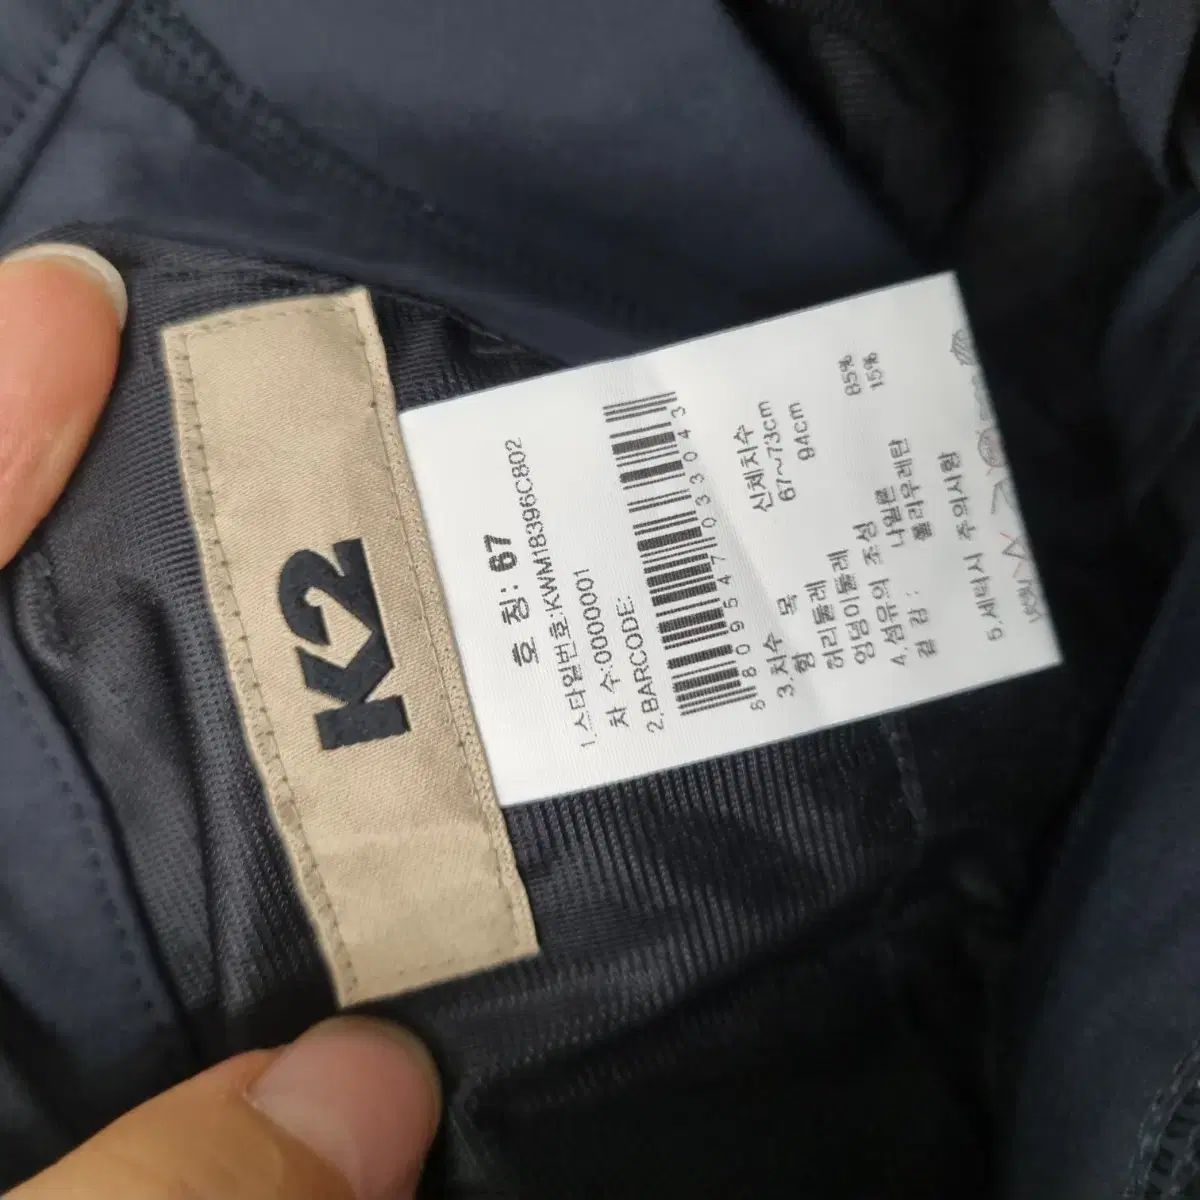 K2
호 칭: 67
1.스타일번호:KWM18396C802
차 수:0000001
2.BARCODE:
8809547033043
3.치수 신체치수
항 목
허리둘레 67~73cm
엉덩이둘레 94cm
4.섬유의 조성
겉감: 나일론 85%
폴리우레탄 15%
5.세탁시 주의사항